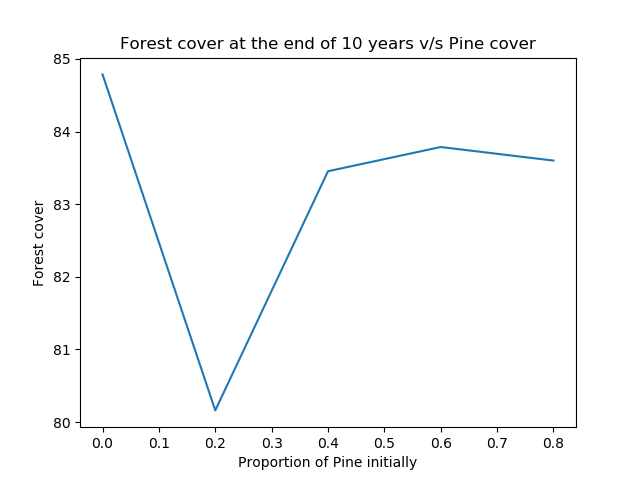 Forest cover at the end of 10 years v/s Pine cover
85
84
83
82
81
80
Forest cover
0.0 0.1 0.2 0.3 0.4 0.5 0.6 0.7 0.8
Proportion of Pine initially